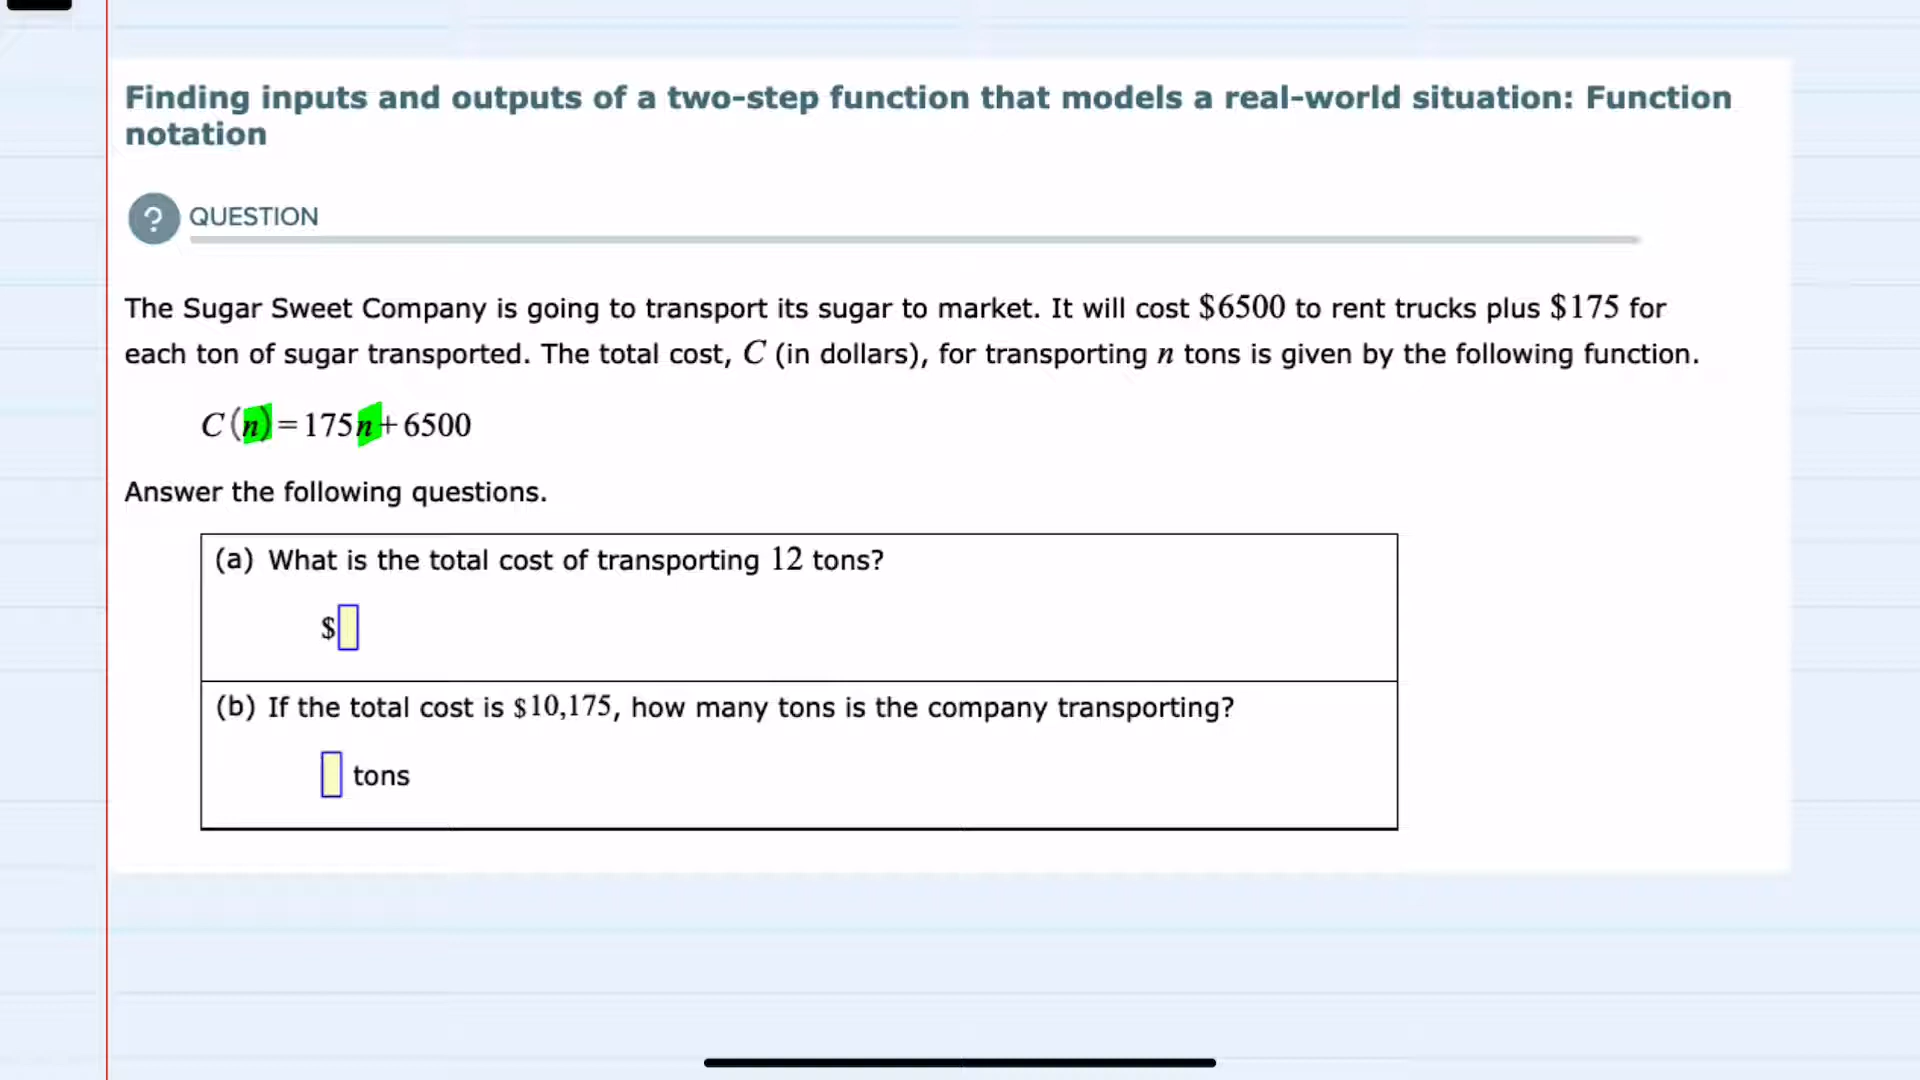 Finding inputs and outputs of a two-step function that models a real-world situation: Function
notation
? QUESTION
The Sugar Sweet Company is going to transport its sugar to market. It will cost $6500 to rent trucks plus $175 for
each ton of sugar transported. The total cost, C (in dollars), for transporting n tons is given by the following function.
C(n)=175n+6500
Answer the following questions.
(a) What is the total cost of transporting 12 tons?
$
(b) If the total cost is $10,175, how many tons is the company transporting?
tons